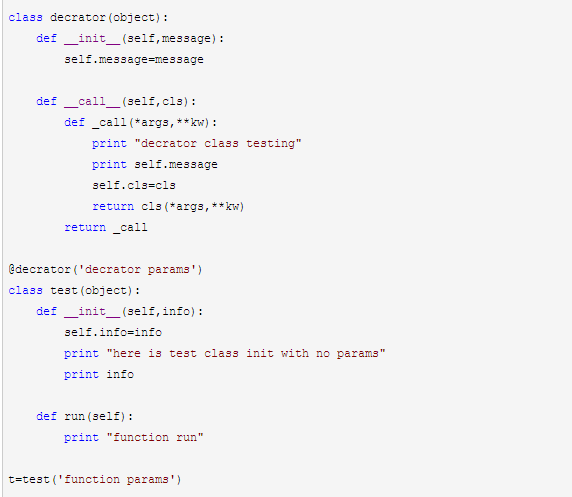 class decrator(object):
    def __init__(self,message):
        self.message=message
    def __call__(self,cls):
        def _call(*args,**kw):
            print "decrator class testing"
            print self.message
            self.cls=cls
            return cls(*args,**kw)
        return _call
@decrator('decrator params')
class test(object):
    def __init__(self,info):
        self.info=info
        print "here is test class init with no params"
        print info
    def run(self):
        print "function run"
t=test('function params')